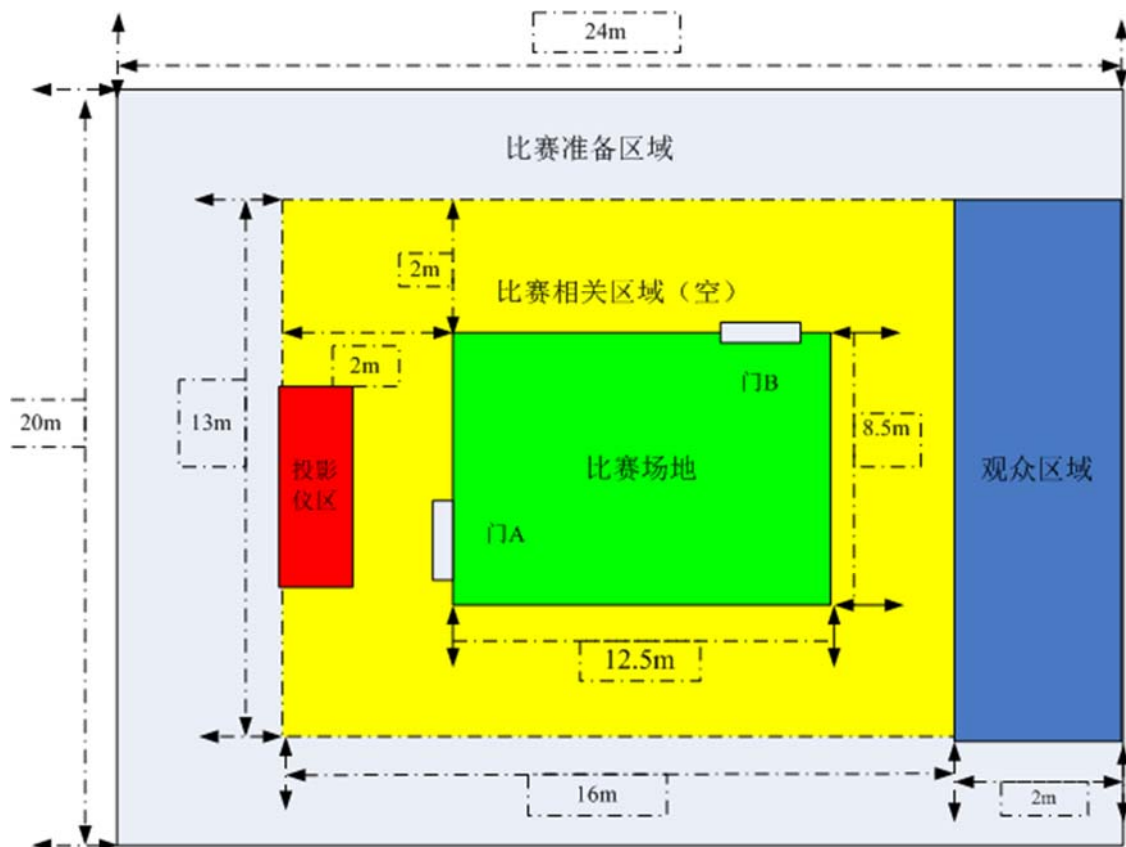 24m
比赛准备区域
2m
比赛相关区域（空）
2m
门B
20m
13m
8.5m
投影
仪区
比赛场地
观众区域
门A
12.5m
16m
2m